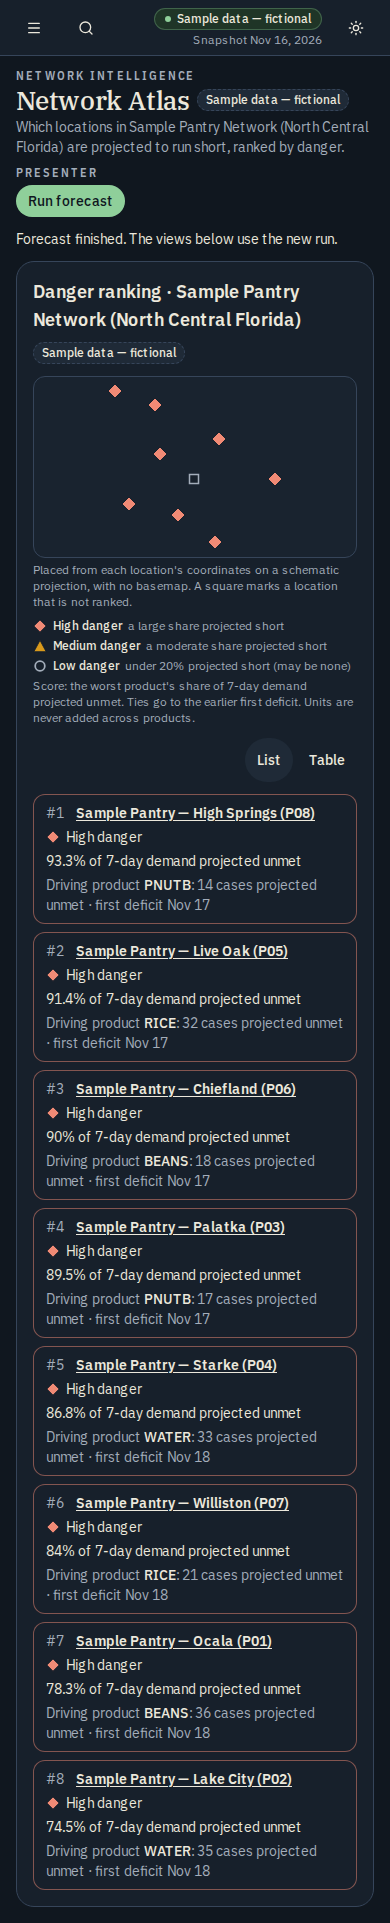 Sample data — fictional
Snapshot Nov 16, 2026
NETWORK INTELLIGENCE
Network Atlas Sample data — fictional
Which locations in Sample Pantry Network (North Central
Florida) are projected to run short, ranked by danger.
PRESENTER
Run forecast
Forecast finished. The views below use the new run.
Danger ranking · Sample Pantry
Network (North Central Florida)
Sample data — fictional
Placed from each location's coordinates on a schematic
projection, with no basemap. A square marks a location
that is not ranked.
High danger a large share projected short
Medium danger a moderate share projected short
Low danger under 20% projected short (may be none)
Score: the worst product's share of 7-day demand
projected unmet. Ties go to the earlier first deficit. Units are
never added across products.
List Table
#1 Sample Pantry — High Springs (P08)
High danger
93.3% of 7-day demand projected unmet
Driving product PNUTB: 14 cases projected
unmet · first deficit Nov 17
#2 Sample Pantry — Live Oak (P05)
High danger
91.4% of 7-day demand projected unmet
Driving product RICE: 32 cases projected unmet
· first deficit Nov 17
#3 Sample Pantry — Chiefland (P06)
High danger
90% of 7-day demand projected unmet
Driving product BEANS: 18 cases projected
unmet · first deficit Nov 17
#4 Sample Pantry — Palatka (P03)
High danger
89.5% of 7-day demand projected unmet
Driving product PNUTB: 17 cases projected
unmet · first deficit Nov 17
#5 Sample Pantry — Starke (P04)
High danger
86.8% of 7-day demand projected unmet
Driving product WATER: 33 cases projected
unmet · first deficit Nov 18
#6 Sample Pantry — Williston (P07)
High danger
84% of 7-day demand projected unmet
Driving product RICE: 21 cases projected unmet
· first deficit Nov 18
#7 Sample Pantry — Ocala (P01)
High danger
78.3% of 7-day demand projected unmet
Driving product BEANS: 36 cases projected
unmet · first deficit Nov 18
#8 Sample Pantry — Lake City (P02)
High danger
74.5% of 7-day demand projected unmet
Driving product WATER: 35 cases projected
unmet · first deficit Nov 18